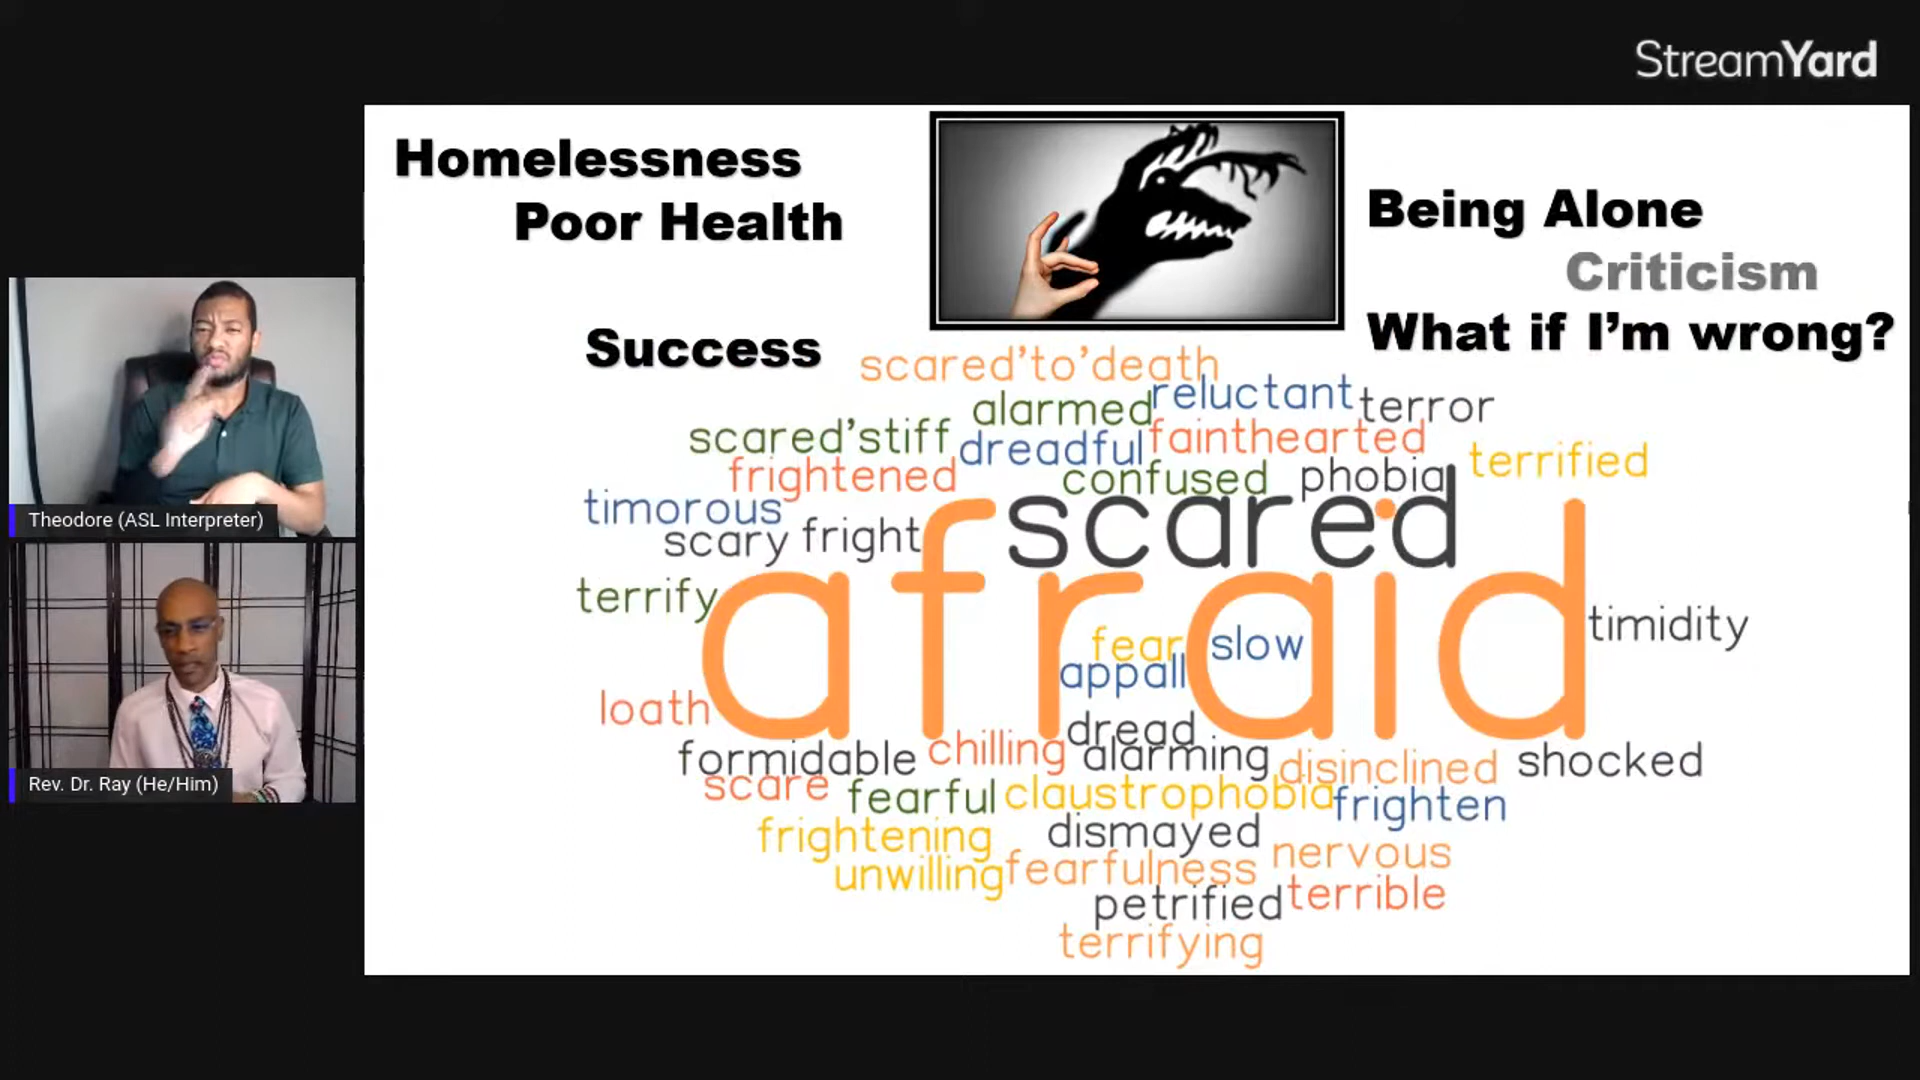 StreamYard
Homelessness
Poor Health
Success
Being Alone
Criticism
What if I’m wrong?
scared’to’death
alarmed reluctant terror
scared’stiff dreadful fainthearted terrified
frightened confused phobia
timorous scared
scary fright
terrify afraid timidity
fear slow
appall
loath
dread
formidable chilling alarming disinclined shocked
scare fearful claustrophobia frighten
frightening dismayed nervous
unwilling fearfulness
petrified terrible
terrifying
Theodore (ASL Interpreter)
Rev. Dr. Ray (He/Him)